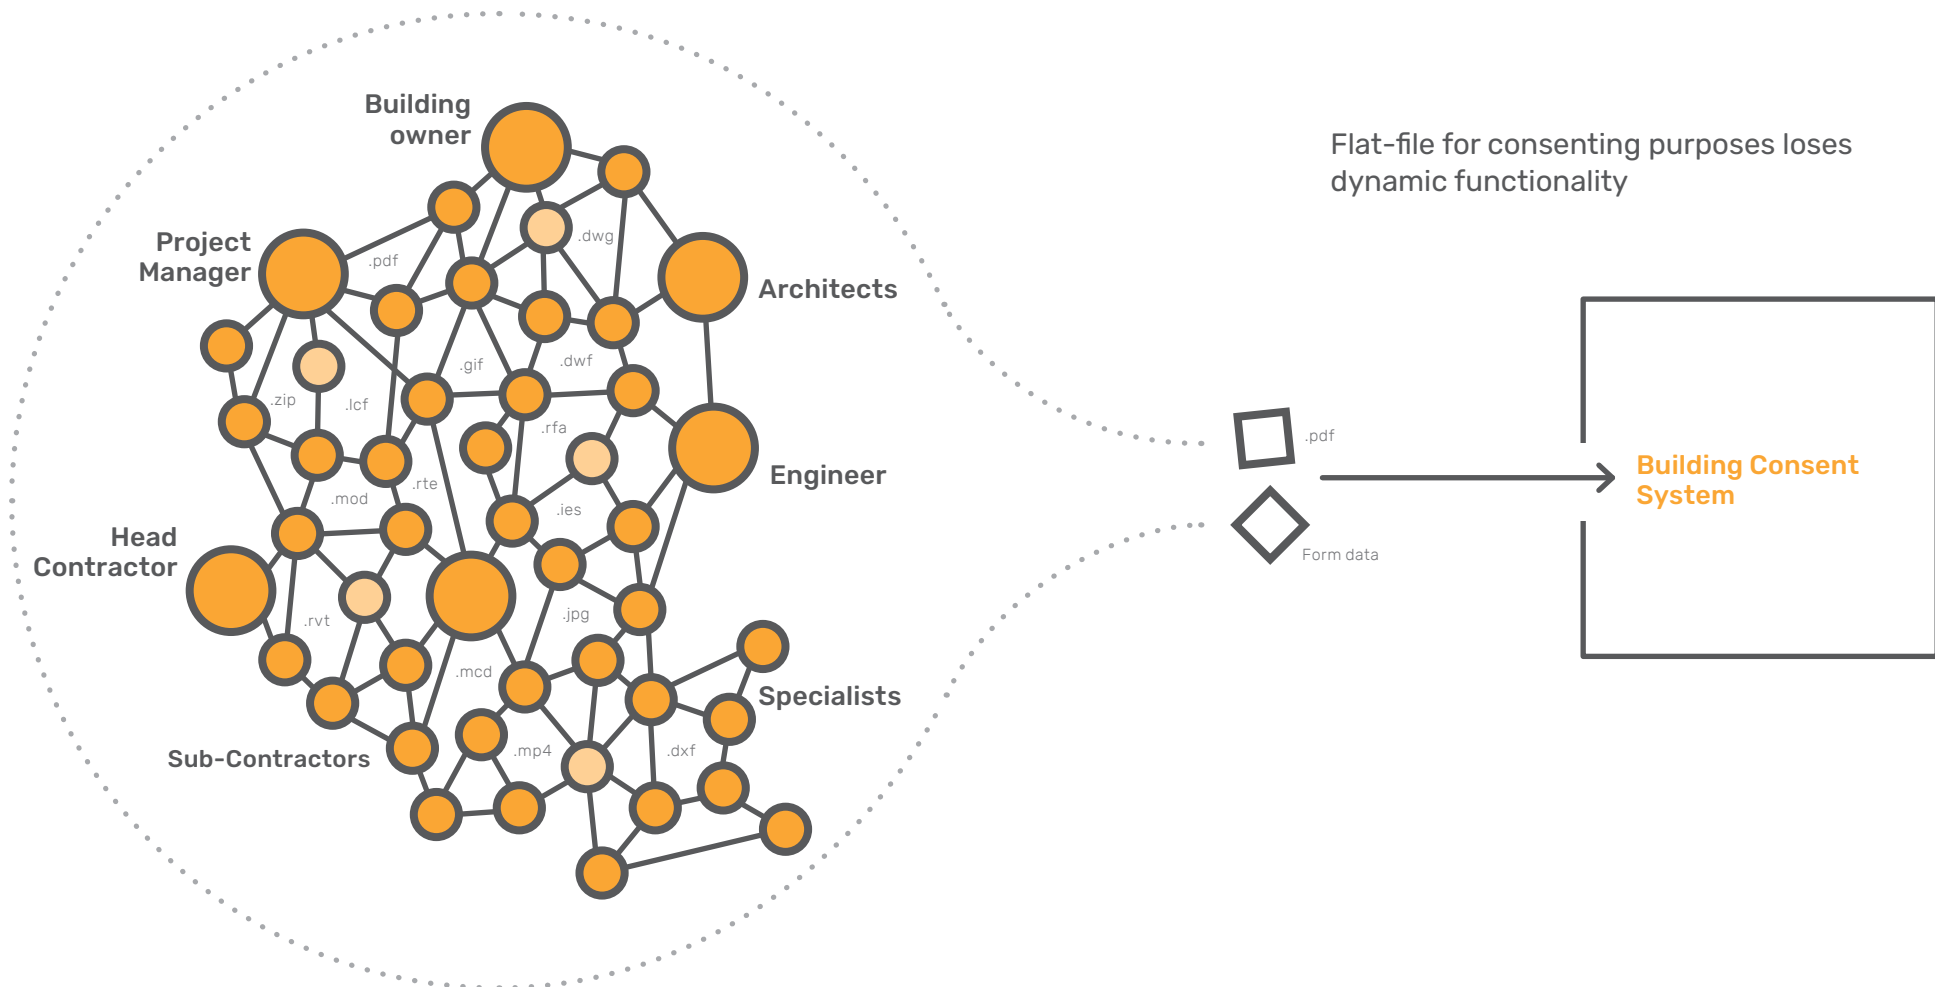 Building
owner
Flat-file for consenting purposes loses
dynamic functionality
Project
Manager
.dwg
.pdf
Architects
.gif
.dwf
.zip
.lcf
.rfa
.pdf
Building Consent
System
Engineer
.rte
.mod
.ies
Form data
Head
Contractor
.rvt
.jpg
.mcd
Specialists
.mp4
.dxf
Sub-Contractors